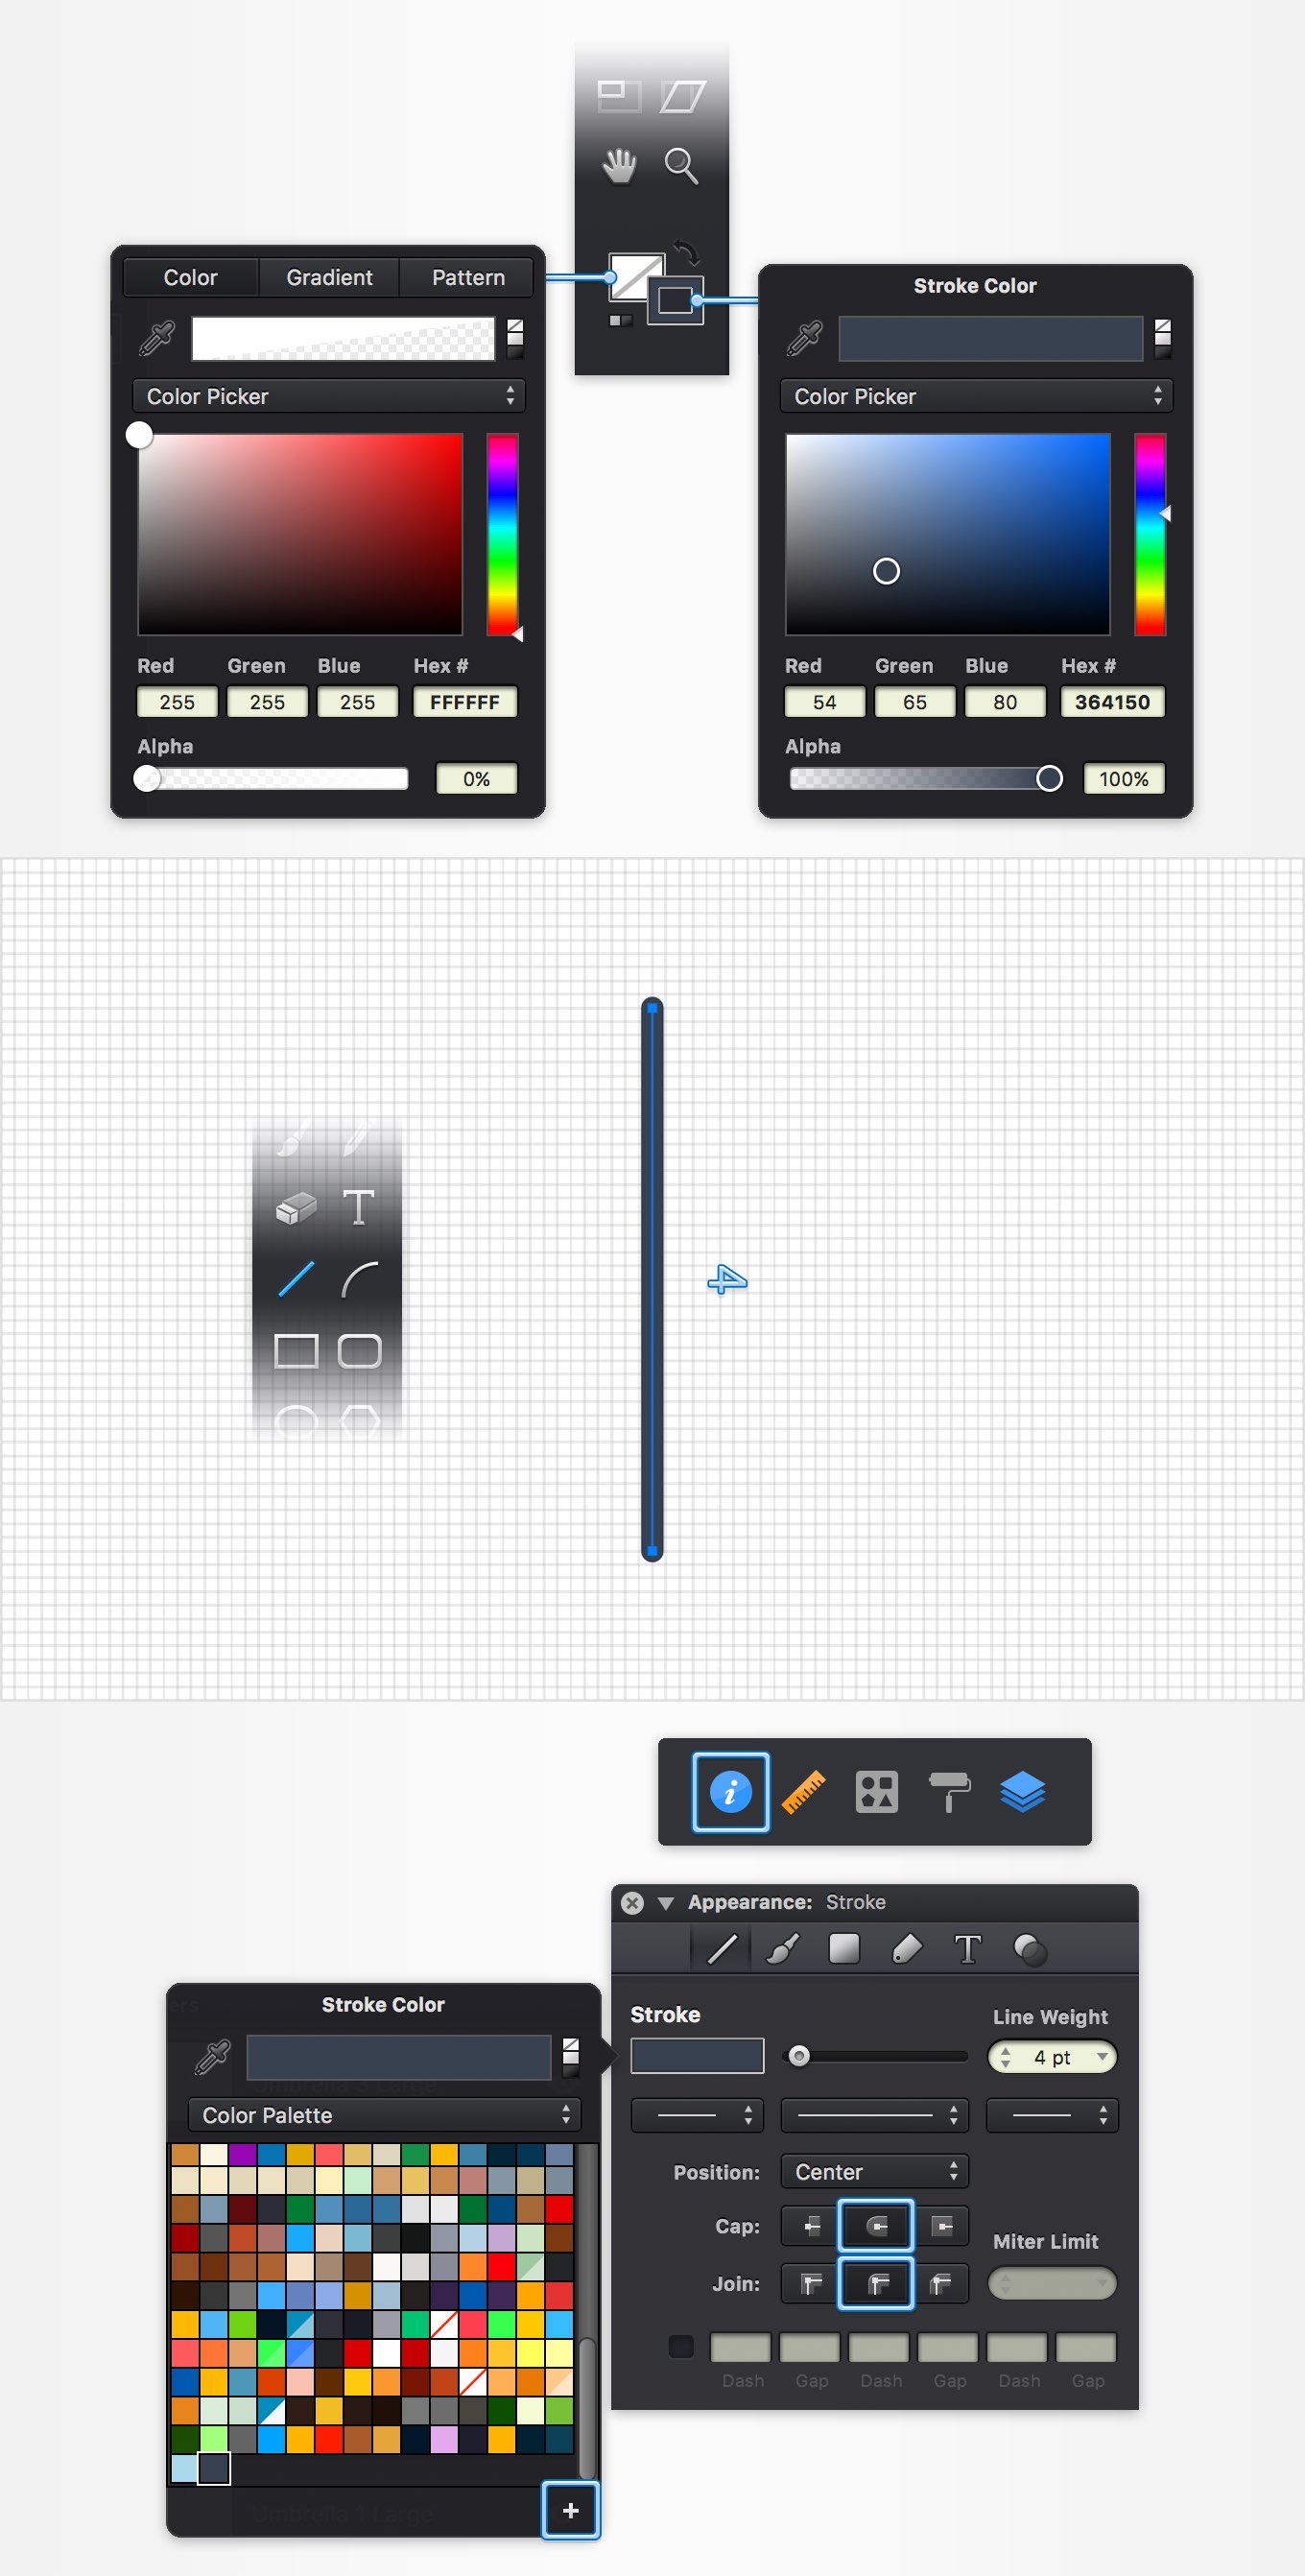 Color Gradient Pattern
Color Picker
Red Green Blue Hex #
255 255 255 FFFFFF
Alpha
0%
Stroke Color
Color Picker
Red Green Blue Hex #
54 65 80 364150
Alpha
100%
T
4
i
Appearance: Stroke
T
Stroke Line Weight
4 pt
Position: Center
Cap:
Miter Limit
Join:
Dash Gap Dash Gap Dash Gap
Stroke Color
Color Palette
+